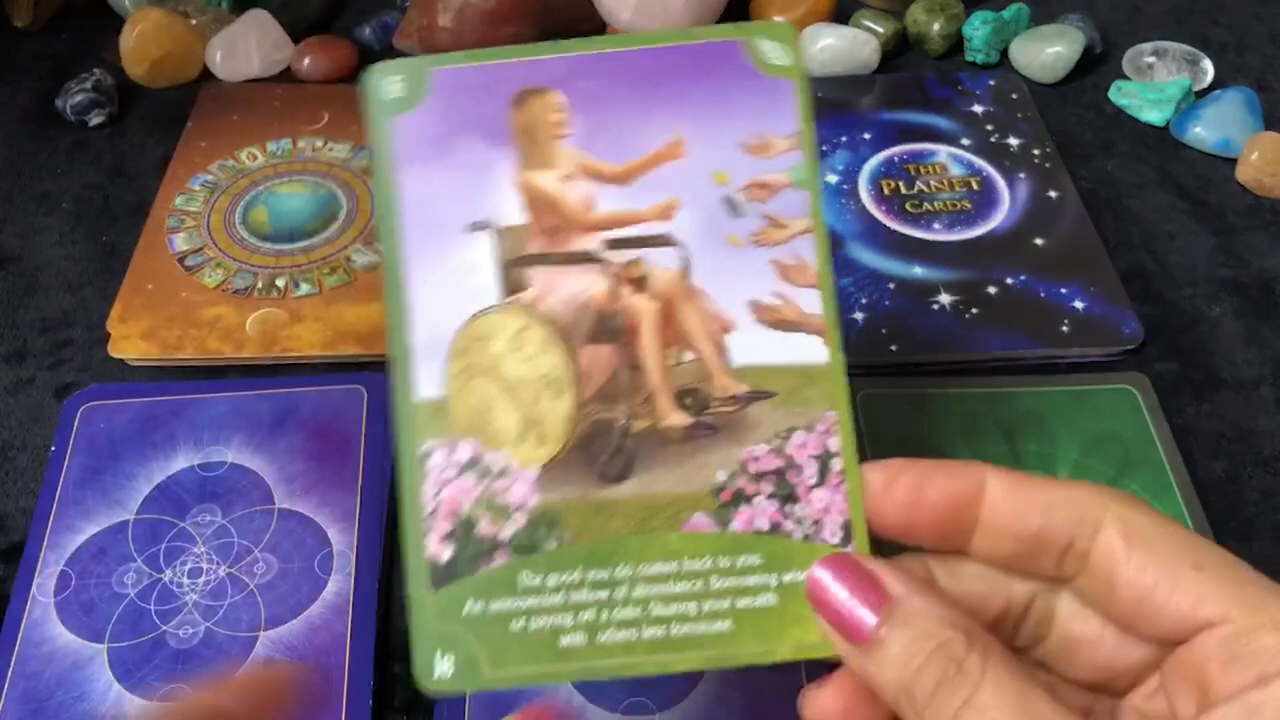 THE
PLANET
CARDS
The good you do comes back to you.
An unexpected inflow of abundance. Borrowing
or paying off a debt. Sharing your wealth
with others less fortunate.